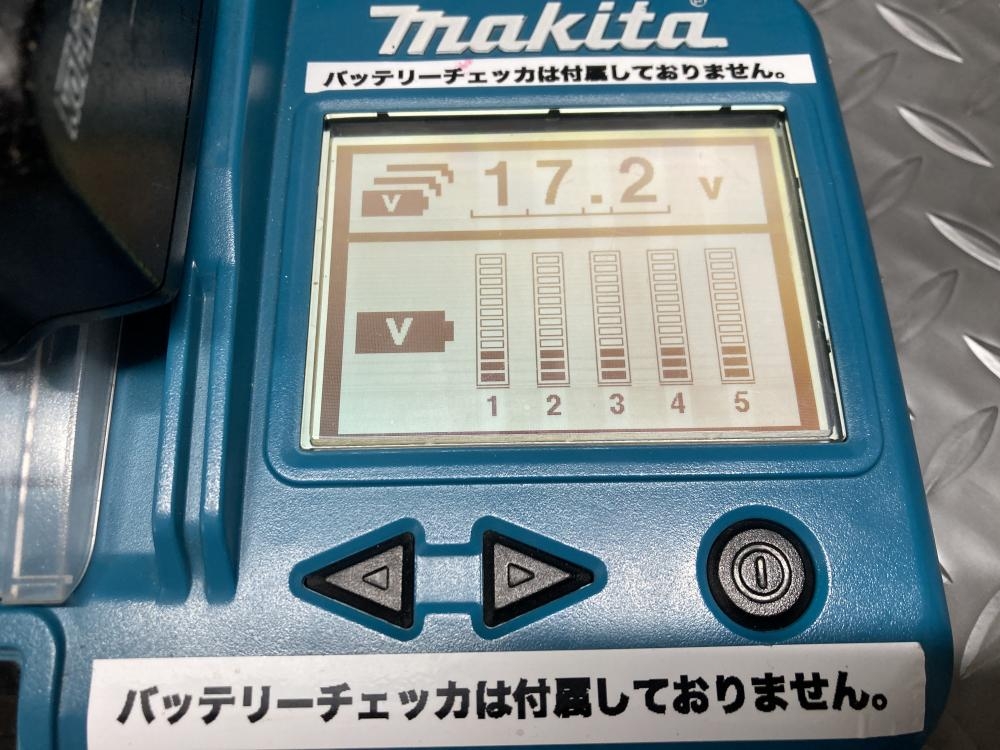 makita®
バッテリーチェッカは付属しておりません。
V 17.2 V
V
1 2 3 4 5
バッテリーチェッカは付属しておりません。